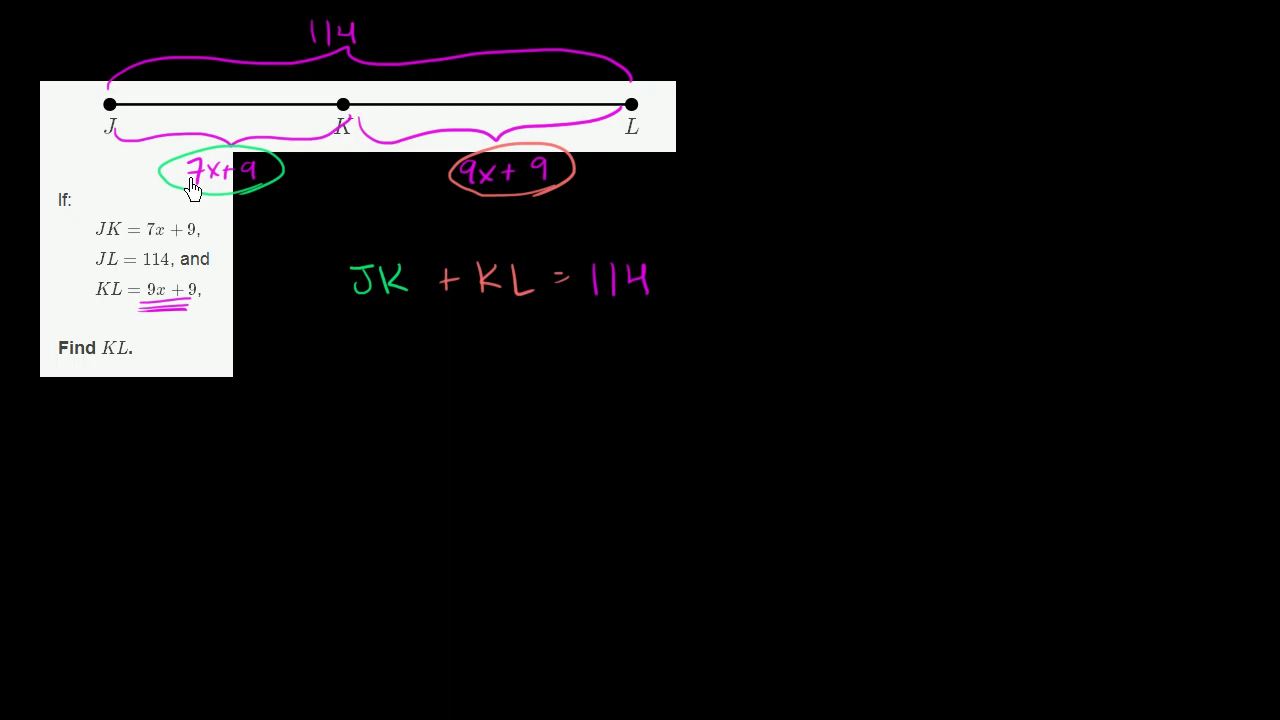 114
J K L
7x+9 9x+9
If:
JK = 7x + 9,
JL = 114, and
KL = 9x + 9,
JK + KL = 114
Find KL.